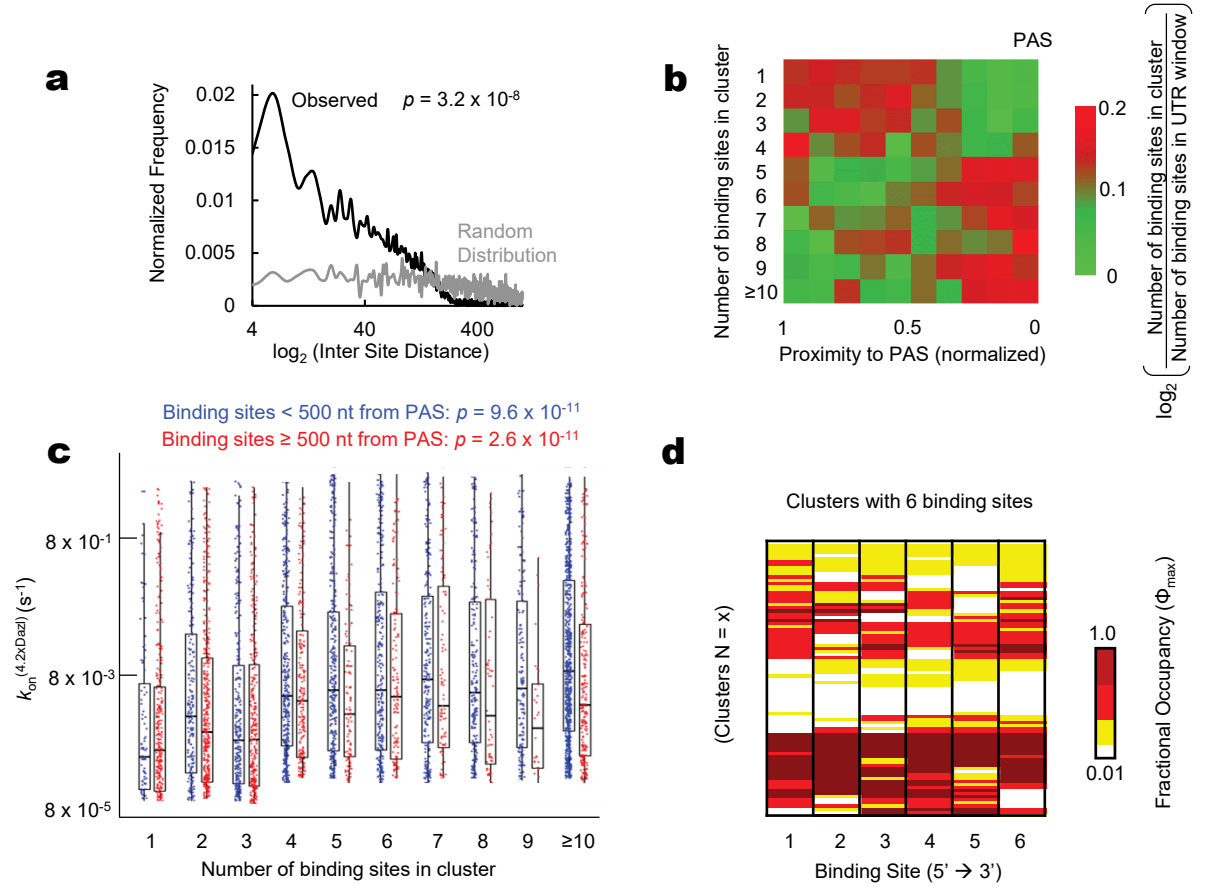 a
Normalized Frequency
0.02
0.015
0.01
0.005
0
Observed
p = 3.2 x 10-8
Random
Distribution
4
40
400
log2 (Inter Site Distance)
b
PAS
Number of binding sites in cluster
1
2
3
4
5
6
7
8
9
≥10
1
0.5
0
Proximity to PAS (normalized)
0.2
0.1
0
log2
Number of binding sites in cluster
Number of binding sites in UTR window
Binding sites < 500 nt from PAS: p = 9.6 x 10-11
Binding sites ≥ 500 nt from PAS: p = 2.6 x 10-11
c
kon(4.2xDazl) (s-1)
8 x 10-1
8 x 10-3
8 x 10-5
1
2
3
4
5
6
7
8
9
≥10
Number of binding sites in cluster
d
Clusters with 6 binding sites
(Clusters N = x)
1
2
3
4
5
6
Binding Site (5' → 3')
1.0
0.01
Fractional Occupancy (Φmax)